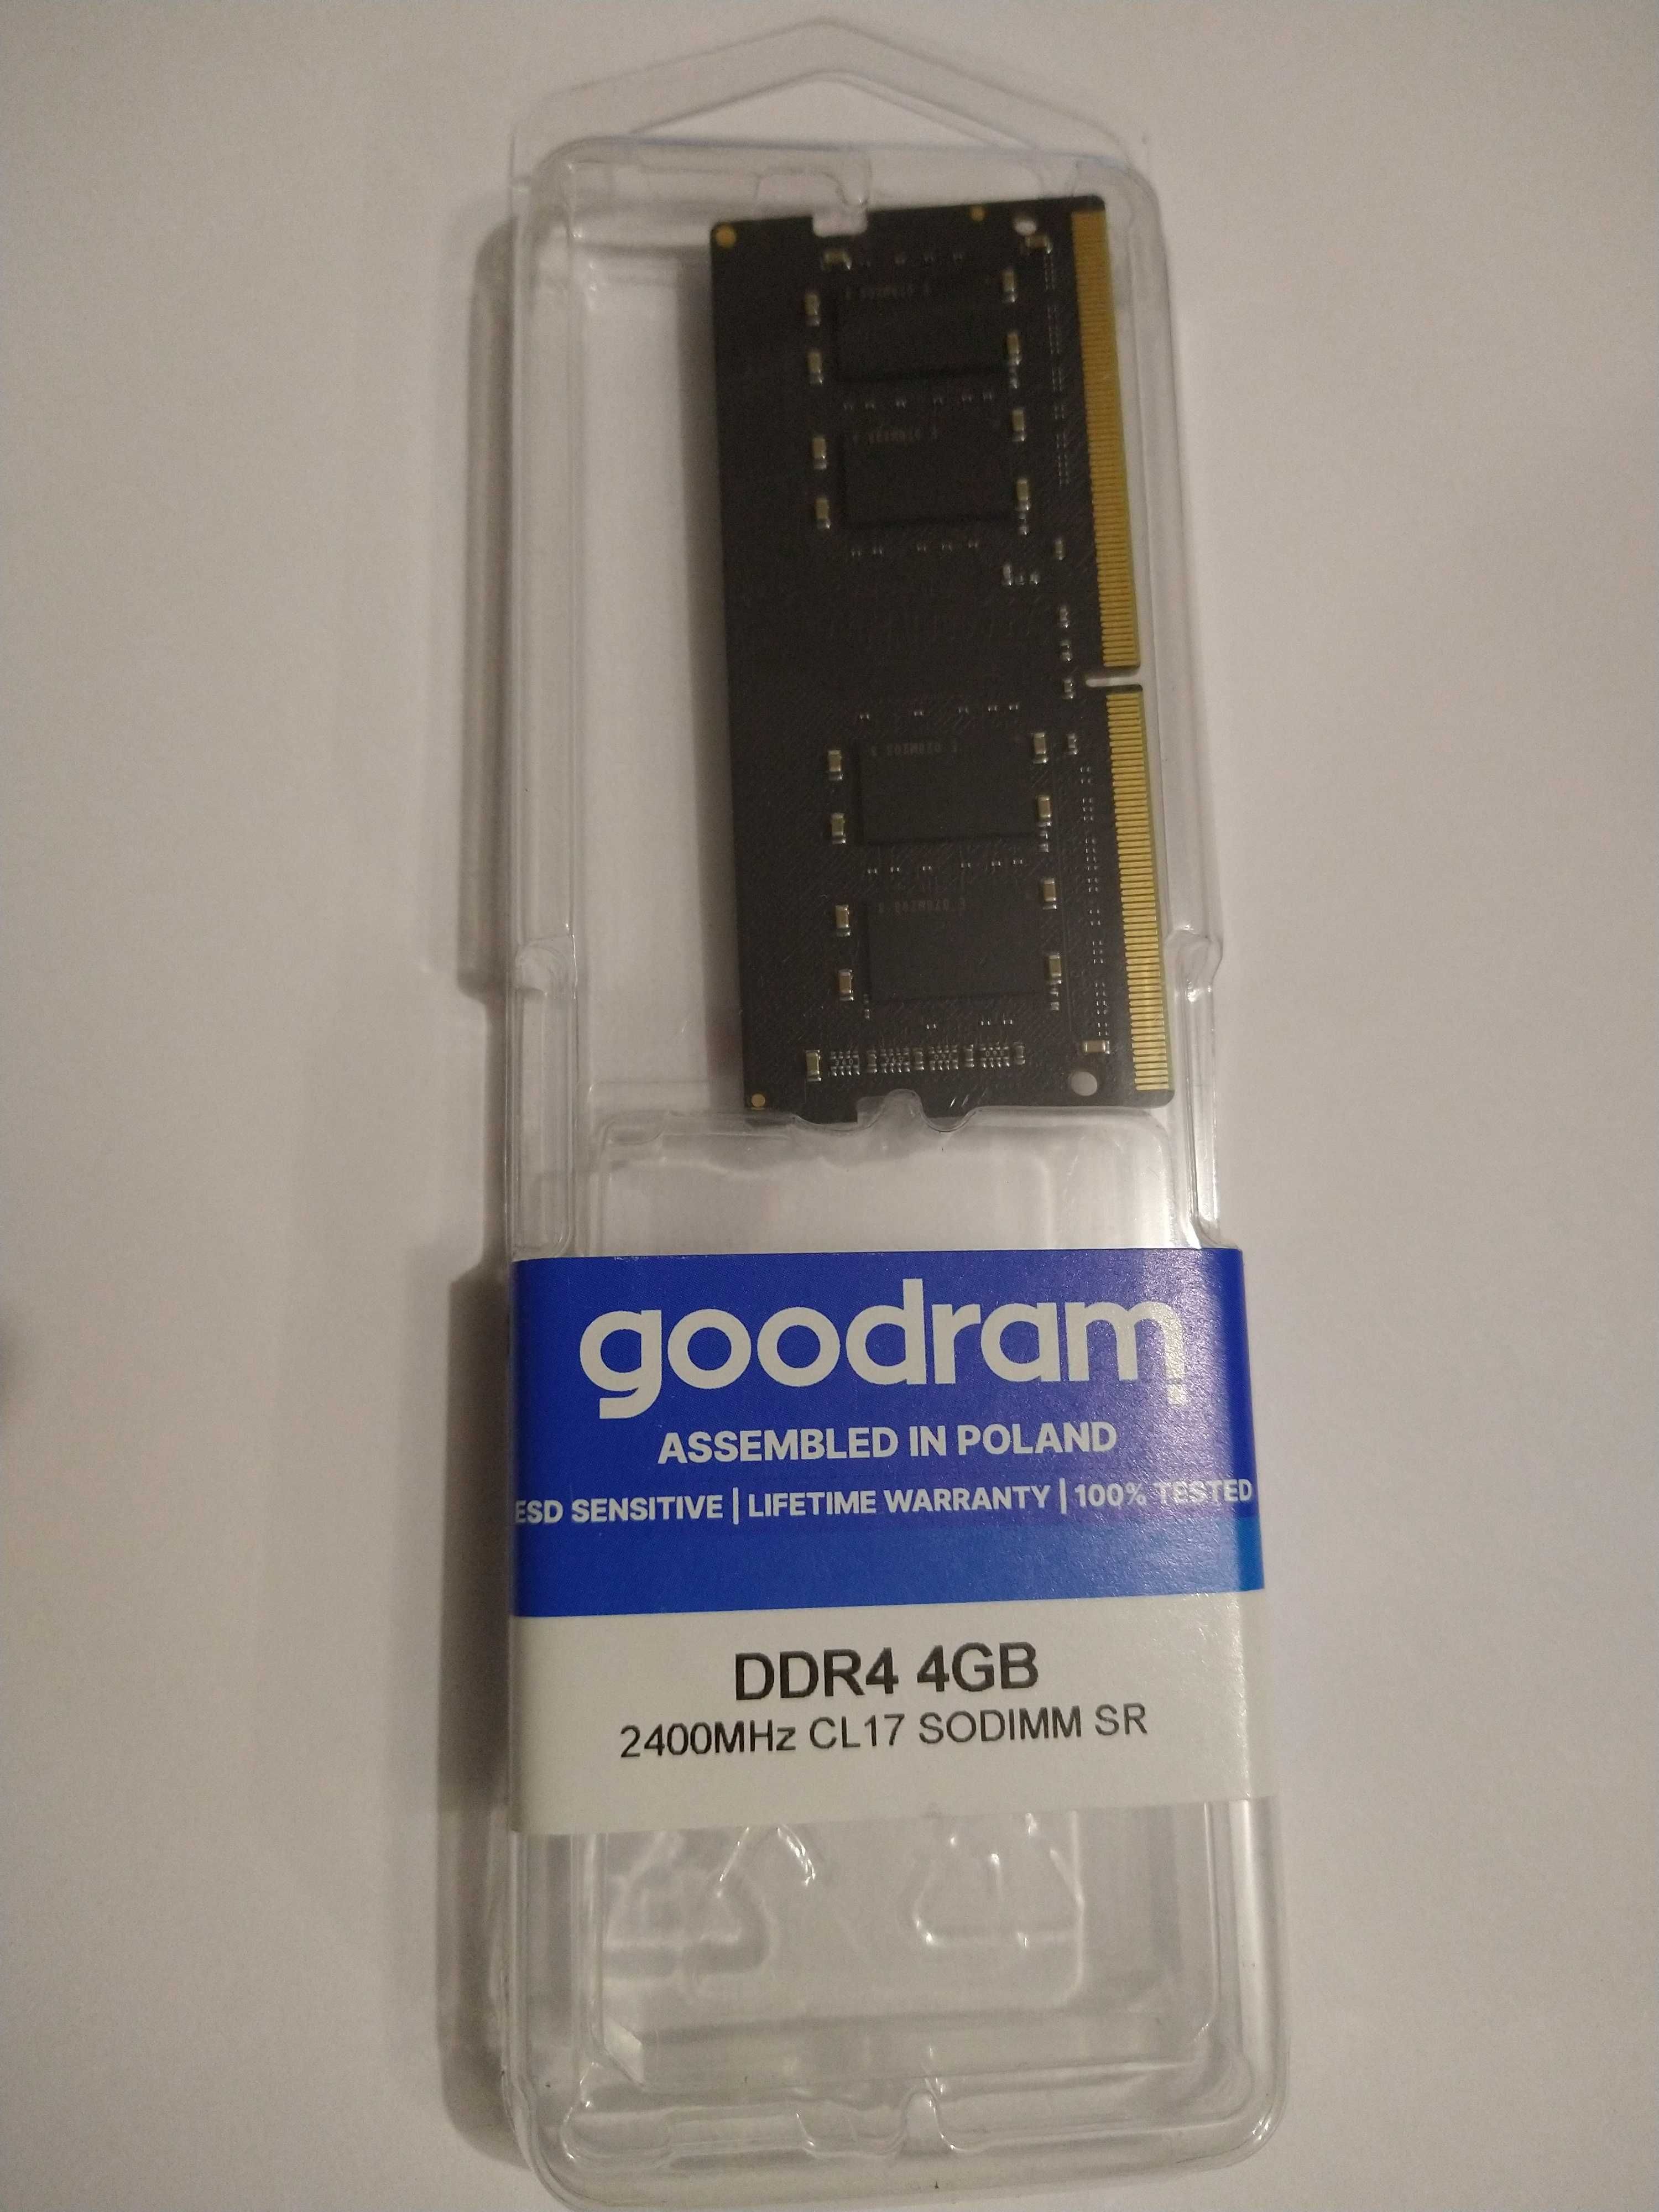 goodram
ASSEMBLED IN POLAND
ESD SENSITIVE | LIFETIME WARRANTY | 100% TESTED
DDR4 4GB
2400MHz CL17 SODIMM SR